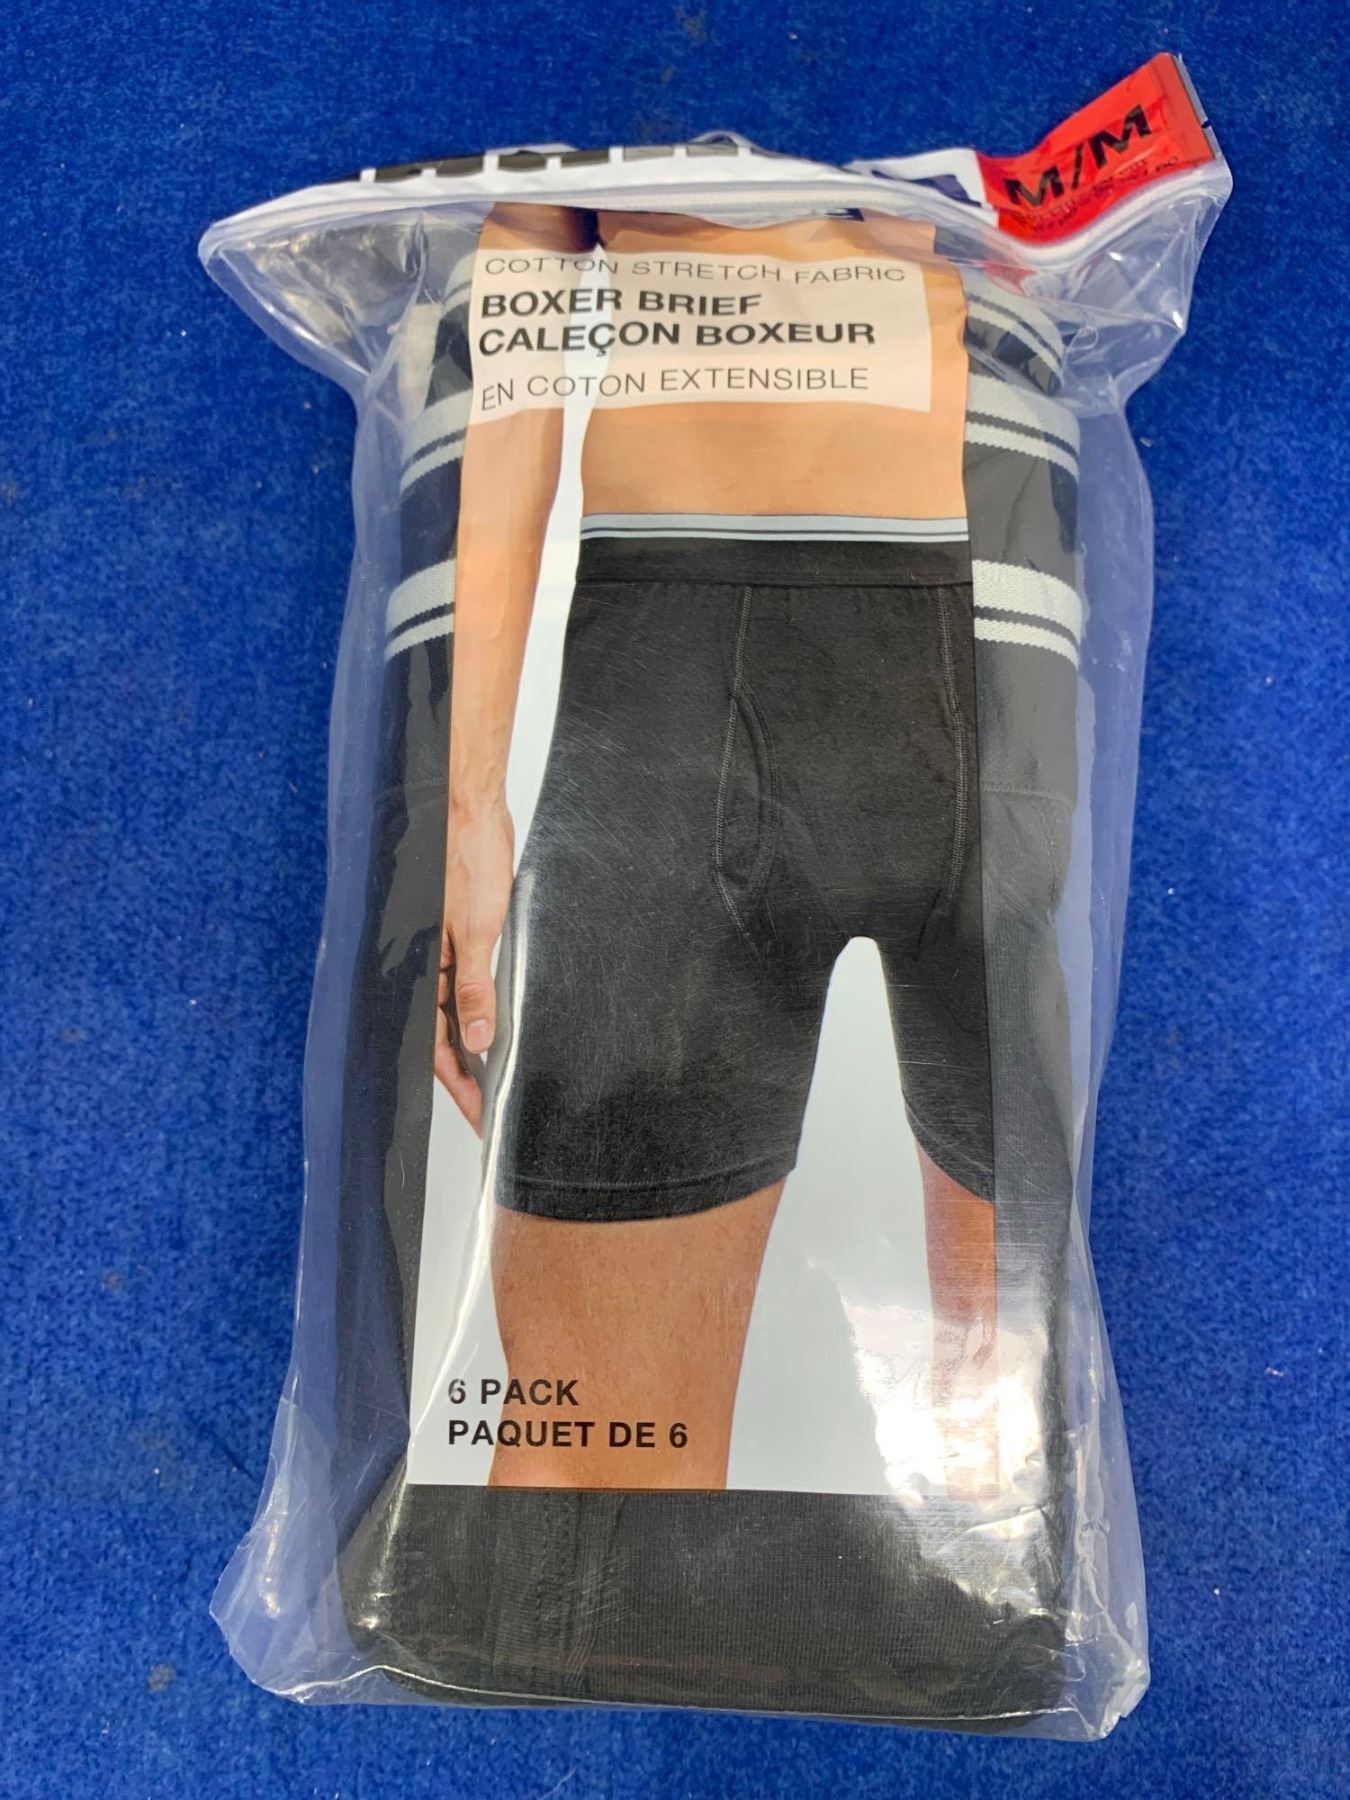 M/M
COTTON STRETCH FABRIC
BOXER BRIEF
CALEÇON BOXEUR
EN COTON EXTENSIBLE
6 PACK
PAQUET DE 6